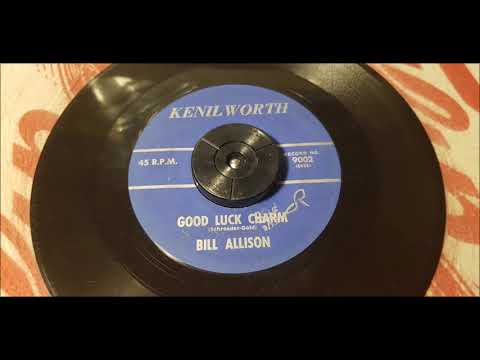 KENILWORTH
45 R.P.M.
RECORD NO.
9002
GOOD LUCK CHARM
(Schroeder-Gold)
BILL ALLISON